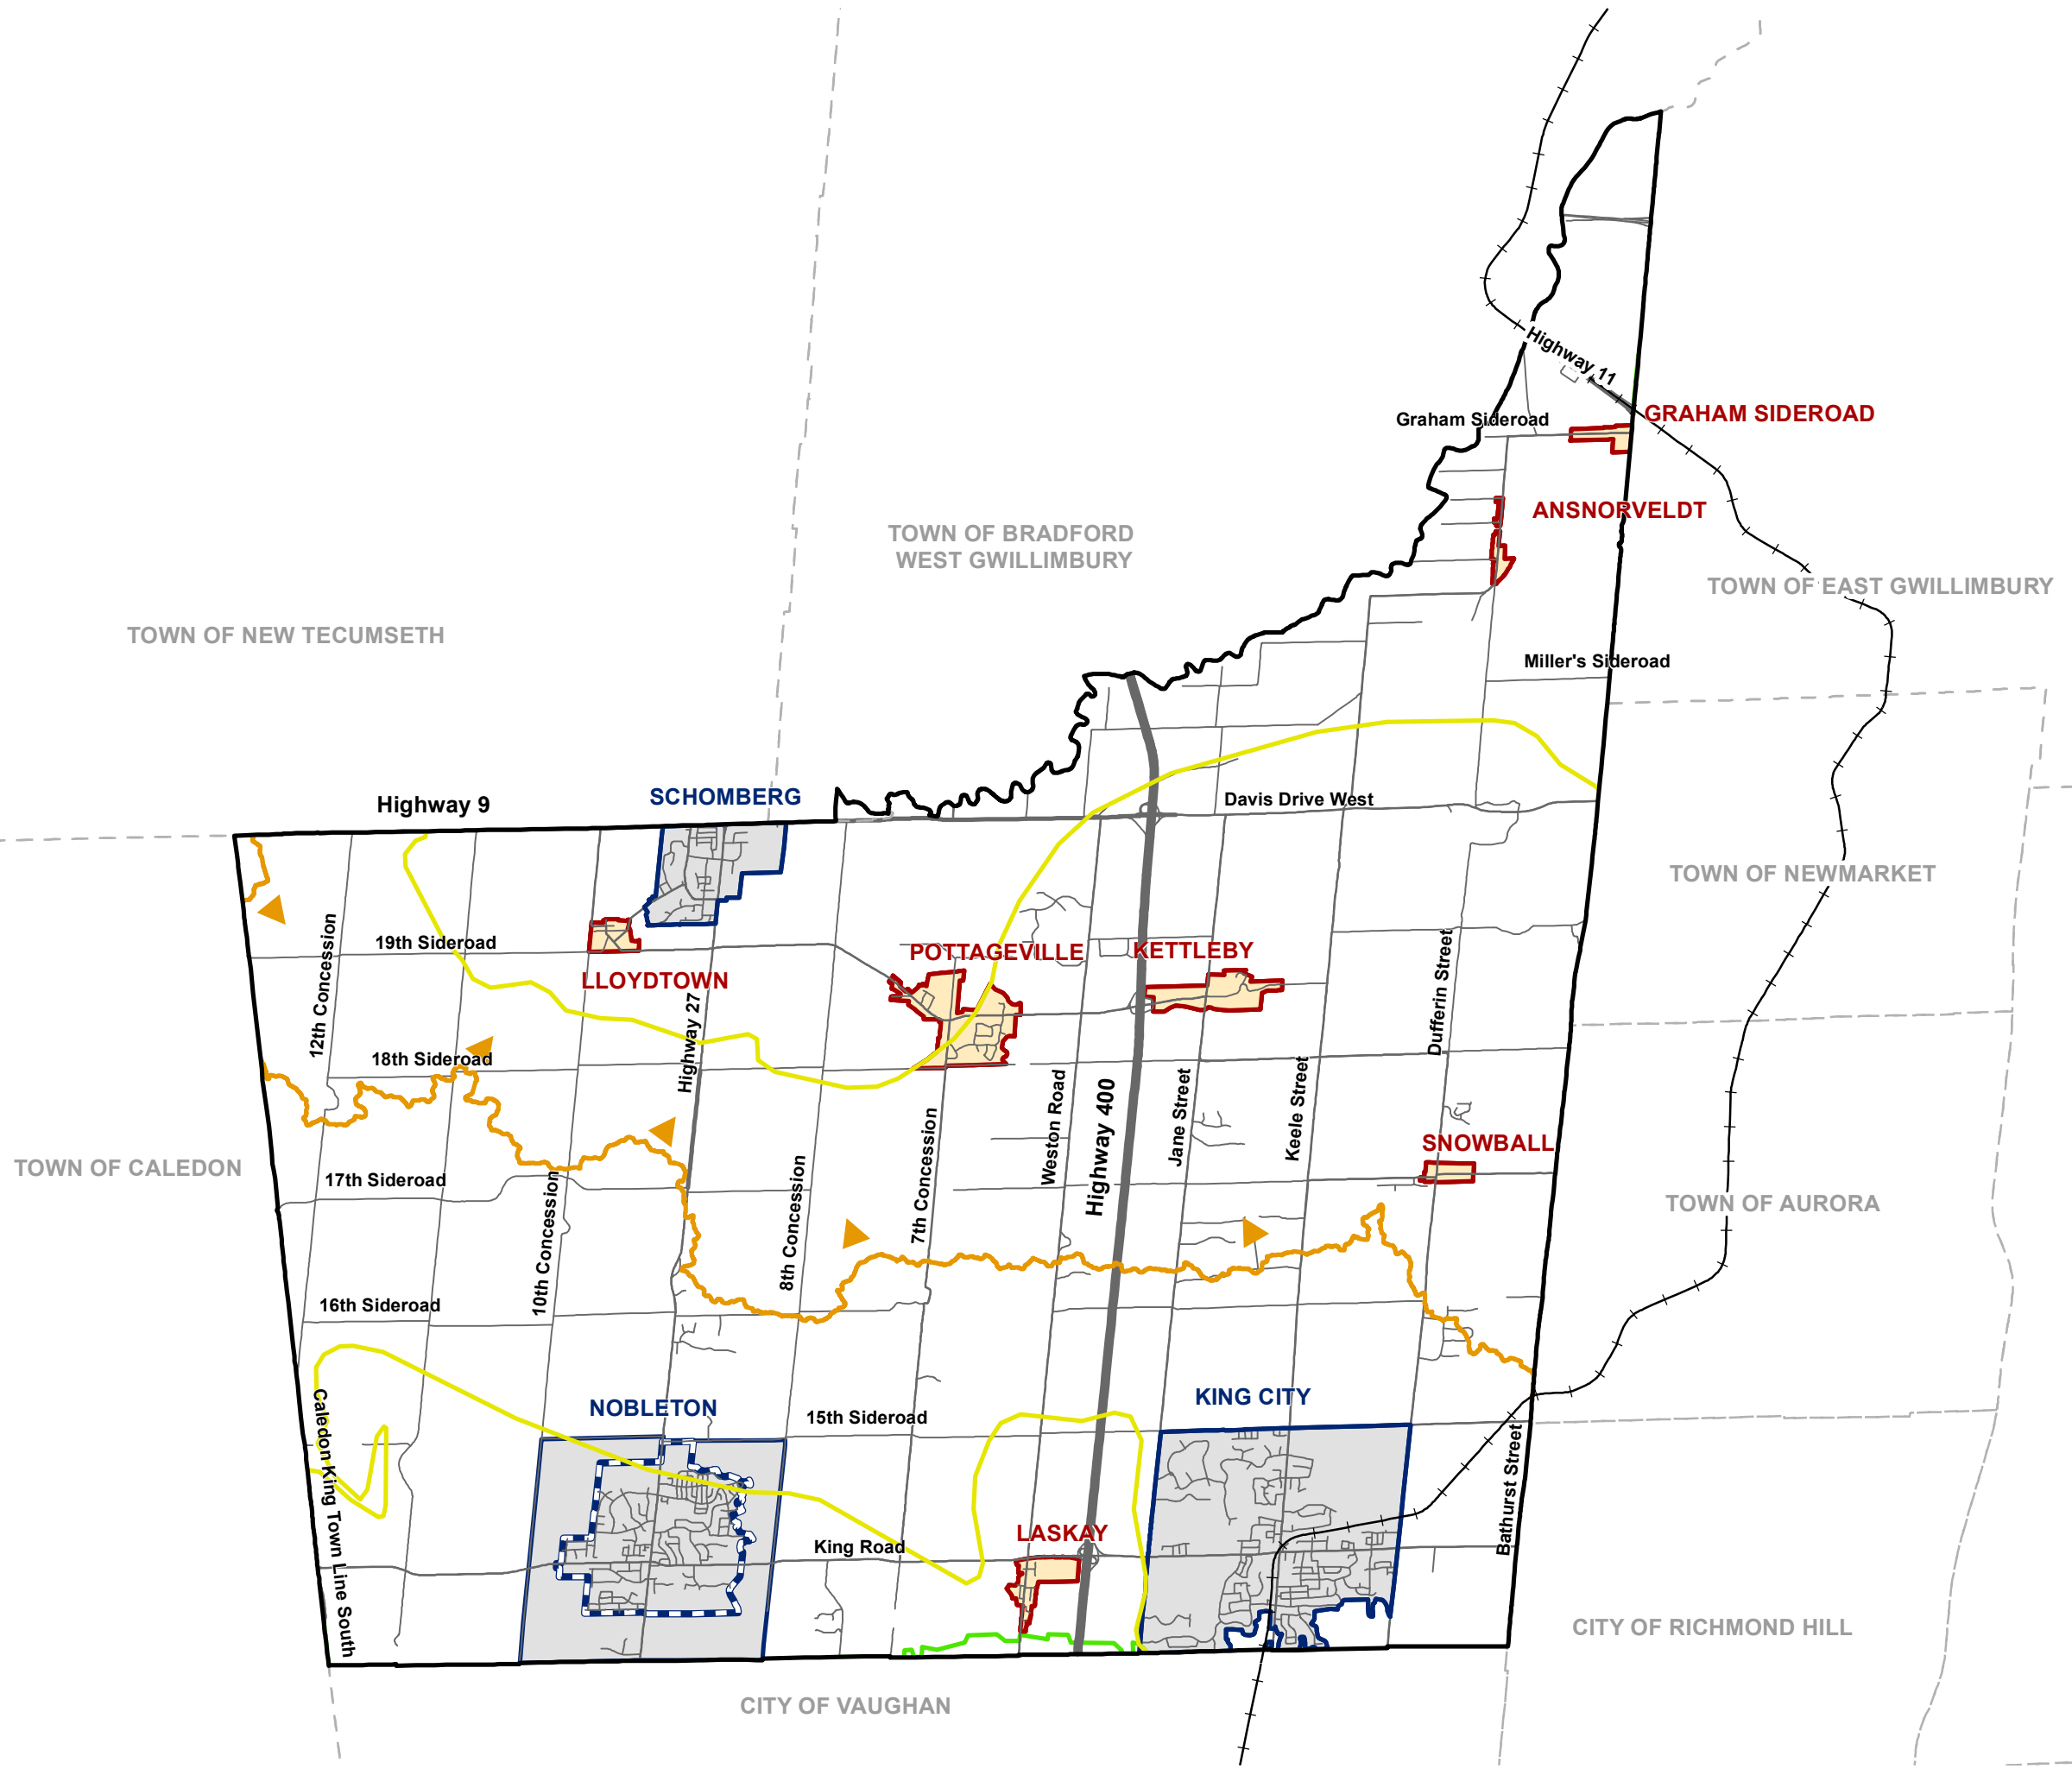 Highway 11
Graham Sideroad
GRAHAM SIDEROAD
ANSNORVELDT
TOWN OF BRADFORD
WEST GWILLIMBURY
TOWN OF EAST GWILLIMBURY
TOWN OF NEW TECUMSETH
Miller's Sideroad
SCHOMBERG
Highway 9
Davis Drive West
TOWN OF NEWMARKET
12th Concession
19th Sideroad
LLOYDTOWN
POTTAGEVILLE
KETTLEBY
Dufferin Street
Highway 27
18th Sideroad
Weston Road
Highway 400
Jane Street
Keele Street
SNOWBALL
TOWN OF CALEDON
17th Sideroad
10th Concession
8th Concession
7th Concession
TOWN OF AURORA
16th Sideroad
Caledon King Town Line South
NOBLETON
15th Sideroad
KING CITY
Bathurst Street
LASKAY
King Road
CITY OF RICHMOND HILL
CITY OF VAUGHAN